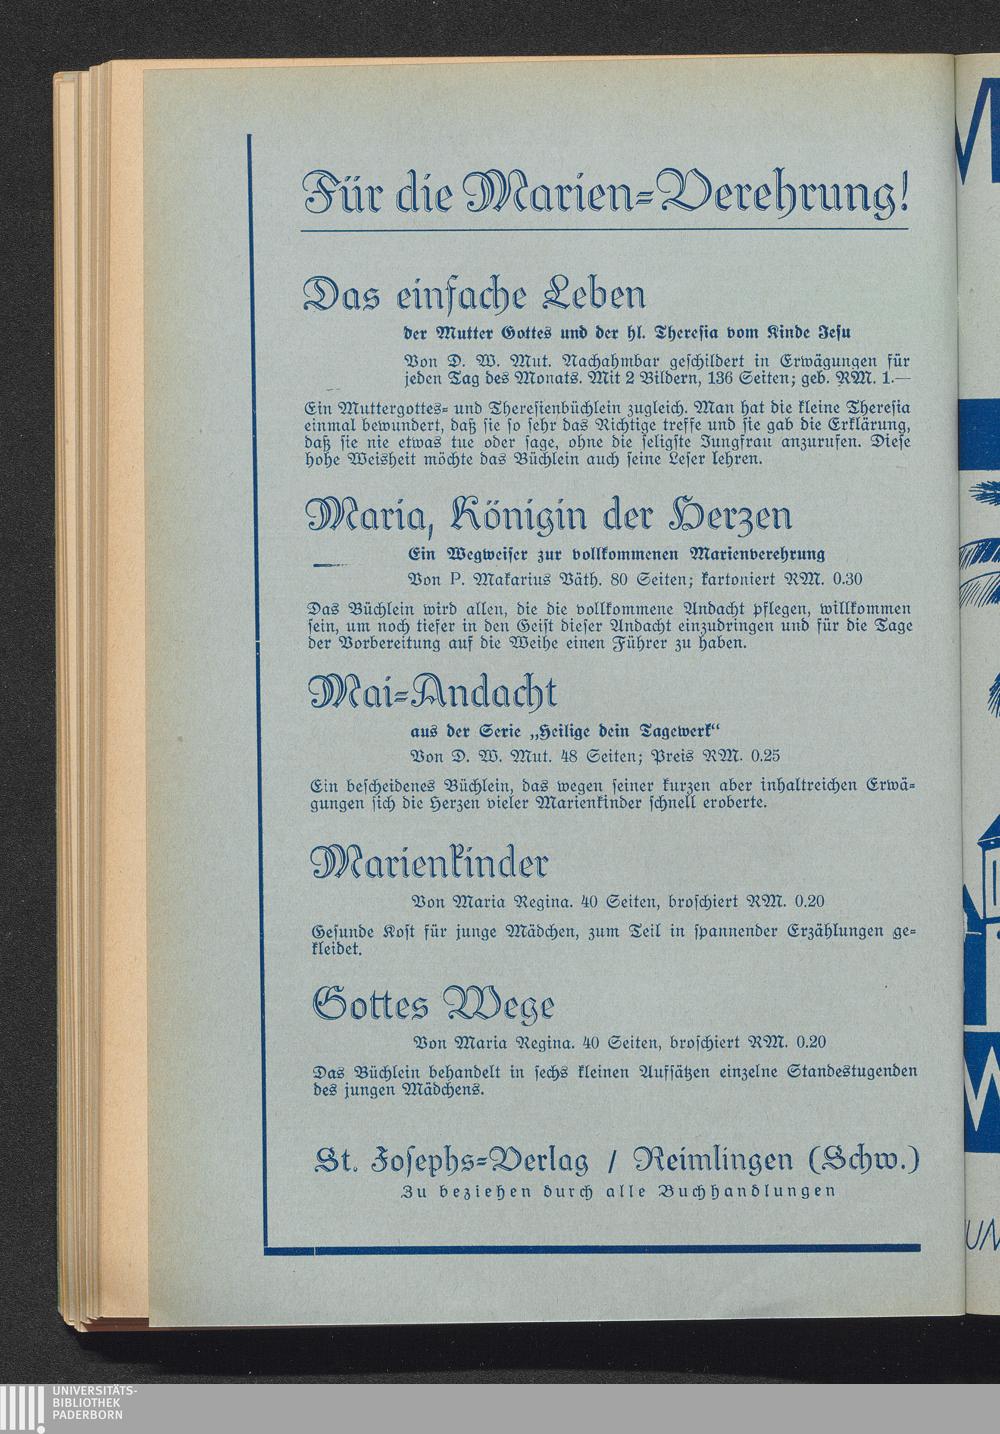 Für die Marien-Verehrung!
Das einfache Leben
der Mutter Gottes und der hl. Theresia vom Kinde Jesu
Von D. W. Mut. Nachahmbar geschildert in Erwägungen für
jeden Tag des Monats. Mit 2 Bildern, 136 Seiten; geb. RM. 1.—
Ein Muttergottes- und Theresienbüchlein zugleich. Man hat die kleine Theresia
einmal bewundert, daß sie so sehr das Richtige treffe und sie gab die Erklärung,
daß sie nie etwas tue oder sage, ohne die seligste Jungfrau anzurufen. Diese
hohe Weisheit möchte das Büchlein auch seine Leser lehren.
Maria, Königin der Herzen
Ein Wegweiser zur vollkommenen Marienverehrung
Von P. Makarius Väth. 80 Seiten; kartoniert RM. 0.30
Das Büchlein wird allen, die die vollkommene Andacht pflegen, willkommen
sein, um noch tiefer in den Geist dieser Andacht einzudringen und für die Tage
der Vorbereitung auf die Weihe einen Führer zu haben.
Mai-Andacht
aus der Serie „Heilige dein Tagewerk“
Von D. W. Mut. 48 Seiten; Preis RM. 0.25
Ein bescheidenes Büchlein, das wegen seiner kurzen aber inhaltreichen Erwä-
gungen sich die Herzen vieler Marienkinder schnell eroberte.
Marienkinder
Von Maria Regina. 40 Seiten, broschiert RM. 0.20
Gesunde Kost für junge Mädchen, zum Teil in spannender Erzählungen ge-
kleidet.
Gottes Wege
Von Maria Regina. 40 Seiten, broschiert RM. 0.20
Das Büchlein behandelt in sechs kleinen Aufsätzen einzelne Standestugenden
des jungen Mädchens.
St. Josephs-Verlag / Reimlingen (Schw.)
Zu beziehen durch alle Buchhandlungen
UNIVERSITÄTS-
BIBLIOTHEK
PADERBORN